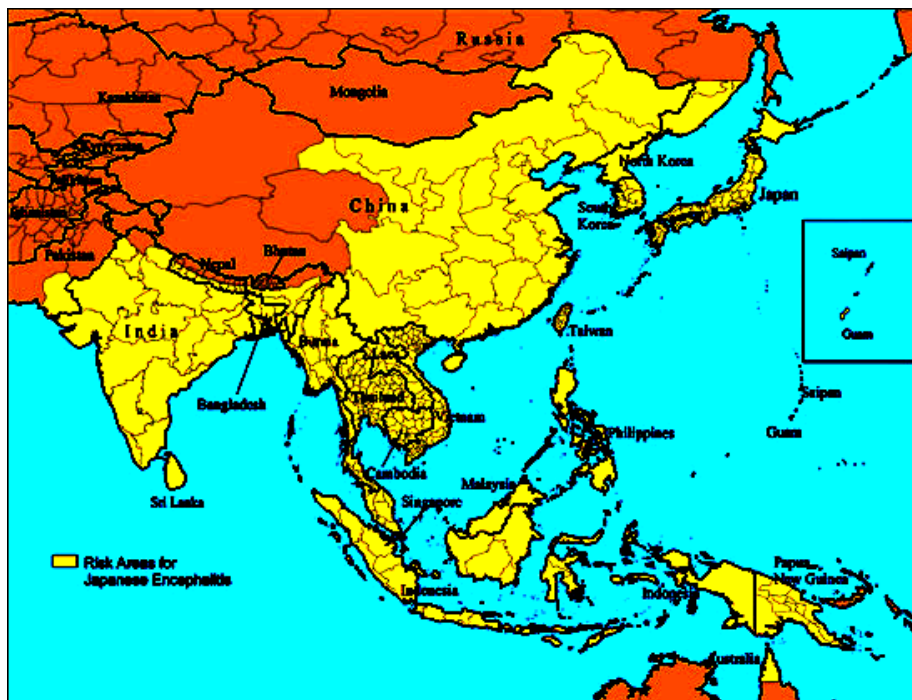 Russia
Kazakhstan
Mongolia
North Korea
China
Japan
South
Korea
Pakistan
Nepal
Bhutan
Saipan
India
Burma
Taiwan
Guam
Laos
Bangladesh
Thailand
Vietnam
Saipan
Guam
Philippines
Cambodia
Malaysia
Sri Lanka
Singapore
Risk Areas for
Japanese Encephalitis
Papua
New Guinea
Indonesia
Australia